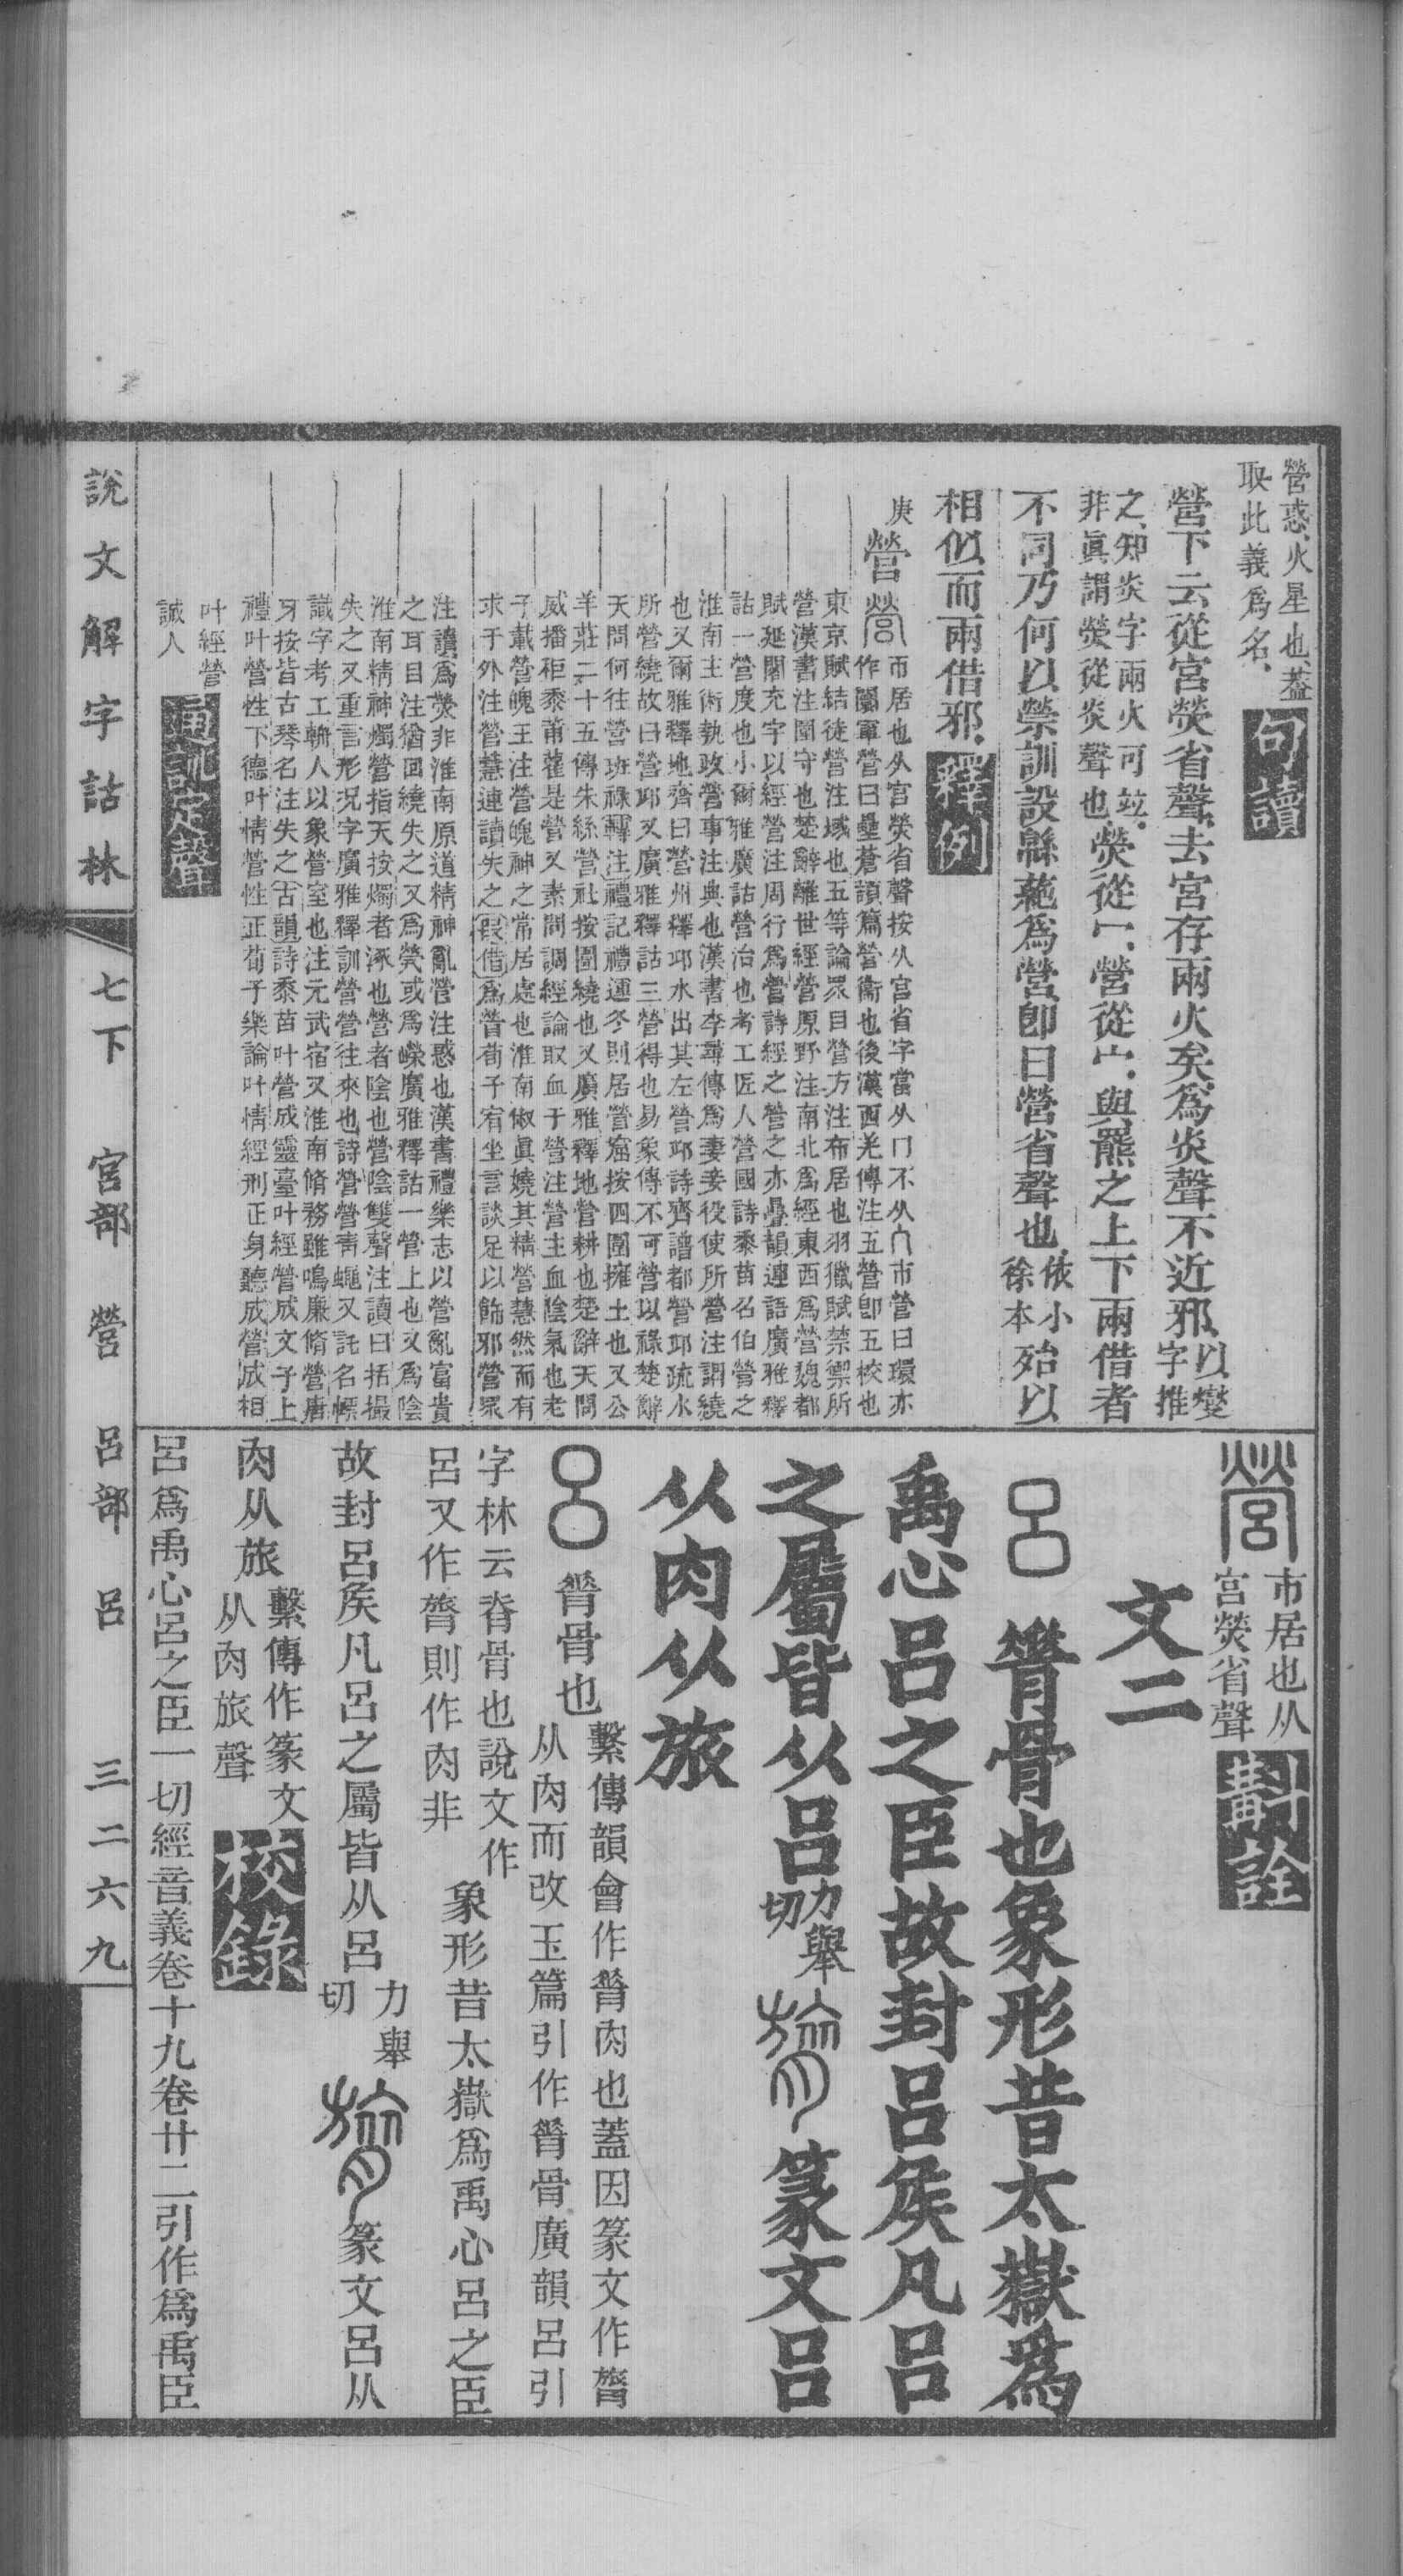 營惑、火星也、葢
取此義爲名、
句讀
營下云從宮熒省聲、去宮存兩火矣、爲炎聲不近邪、以燮字推
之、知炎字兩火可竝、非眞謂熒從炎聲也、熒從冖、營從宀、與羆之上下兩借者
不同、乃何以禜訓設緜蕝爲營、卽曰營省聲也、依小徐本殆以
相似而兩借邪、釋例
庚營
帀居也从宮熒省聲按从宮省字當从冂不从宀市營曰環亦
作闤軍營曰壘蒼頡篇營衞也後漢西羌傳注五營卽五校也
東京賦結徒營注域也五等論眾目營方注布居也羽獵賦禁禦所
營漢書注圍守也楚辭離世經營原野注南北爲經東西爲營魏都
賦延閣充宇以經營注周行爲營詩經之營之亦疊韻連語廣雅釋
詁一營度也小爾雅廣詁營治也考工匠人營國詩黍苗召伯營之
淮南主術執政營事注典也漢書李尋傳爲妻妾役使所營注謂繞
也又爾雅釋地齊曰營州釋邱水出其左營邱詩齊譜都營邱疏水
所營繞故曰營邱又廣雅釋詁三營得也易象傳不可營以祿楚辭
天問何往營班祿轉注禮記禮運冬則居營窟按四圍擁土也又公
羊莊二十五傳朱絲營社按圍繞也又廣雅釋地營耕也楚辭天問
咸播秬黍莆雚是營又素問調經論取血于營注營主血陰氣也老
子載營魄王注營魄神之常居處也淮南俶眞嬈其精營慧然而有
求于外注營慧連讀失之叚借爲瞀荀子宥坐言談足以飾邪營眾
注讀爲熒非淮南原道精神亂營注惑也漢書禮樂志以營亂富貴
之耳目注猶囘繞失之又爲煢或爲嶸廣雅釋詁一營上也又爲陰
淮南精神燭營指天按燭者涿也營者陰也營陰雙聲注讀曰括撮
失之又重言形況字廣雅釋訓營營往來也詩營營靑蠅又託名幖
識字考工輈人以象營室也注元武宿又淮南脩務雖鳴廉脩營唐
牙按皆古琴名注失之古韻詩黍苗叶營成靈臺叶經營成文子上
禮叶營性下德叶情營性正荀子樂論叶情經刑正身聽成營成相
叶經營
誠人
通訓定聲
市居也从
宮熒省聲
斠詮
文二
呂 膂骨也象形昔太嶽爲
禹心呂之臣故封呂矦凡呂
之屬皆从呂力舉切 膂 篆文呂
从肉从旅
呂 脊骨也 繫傳韻會作脊肉也蓋因篆文作膂
从肉而改玉篇引作脊骨廣韻呂引
字林云脊骨也說文作
呂又作膂則作肉非 象形昔太嶽爲禹心呂之臣
故封呂矦凡呂之屬皆从呂力舉切 膂 篆文呂从
肉从旅 繫傳作篆文
从肉旅聲 校錄
呂爲禹心呂之臣一切經音義卷十九卷廿二引作爲禹臣
說文解字詁林 七下 宮部 營 呂部 呂 三二六九